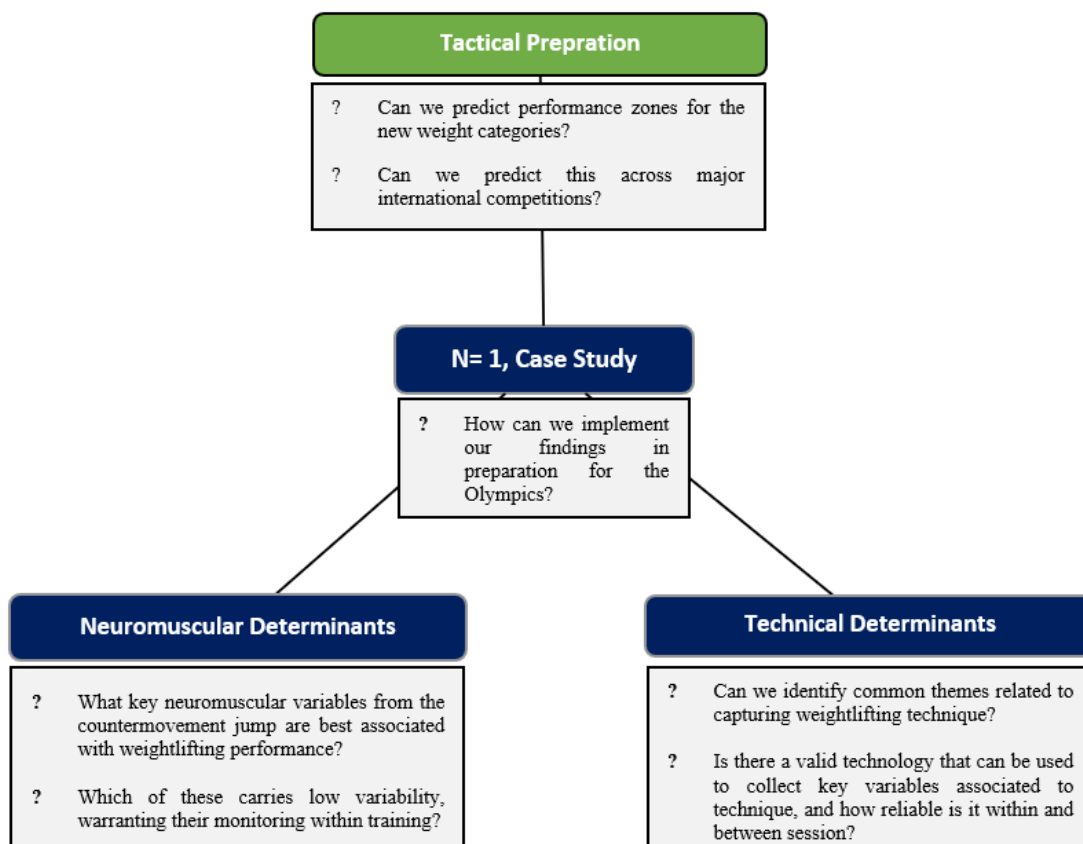 Tactical Prepration
? Can we predict performance zones for the
new weight categories?
? Can we predict this across major
international competitions?
N= 1, Case Study
? How can we implement
our findings in
preparation for the
Olympics?
Neuromuscular Determinants
? What key neuromuscular variables from the
countermovement jump are best associated
with weightlifting performance?
? Which of these carries low variability,
warranting their monitoring within training?
Technical Determinants
? Can we identify common themes related to
capturing weightlifting technique?
? Is there a valid technology that can be used
to collect key variables associated to
technique, and how reliable is it within and
between session?